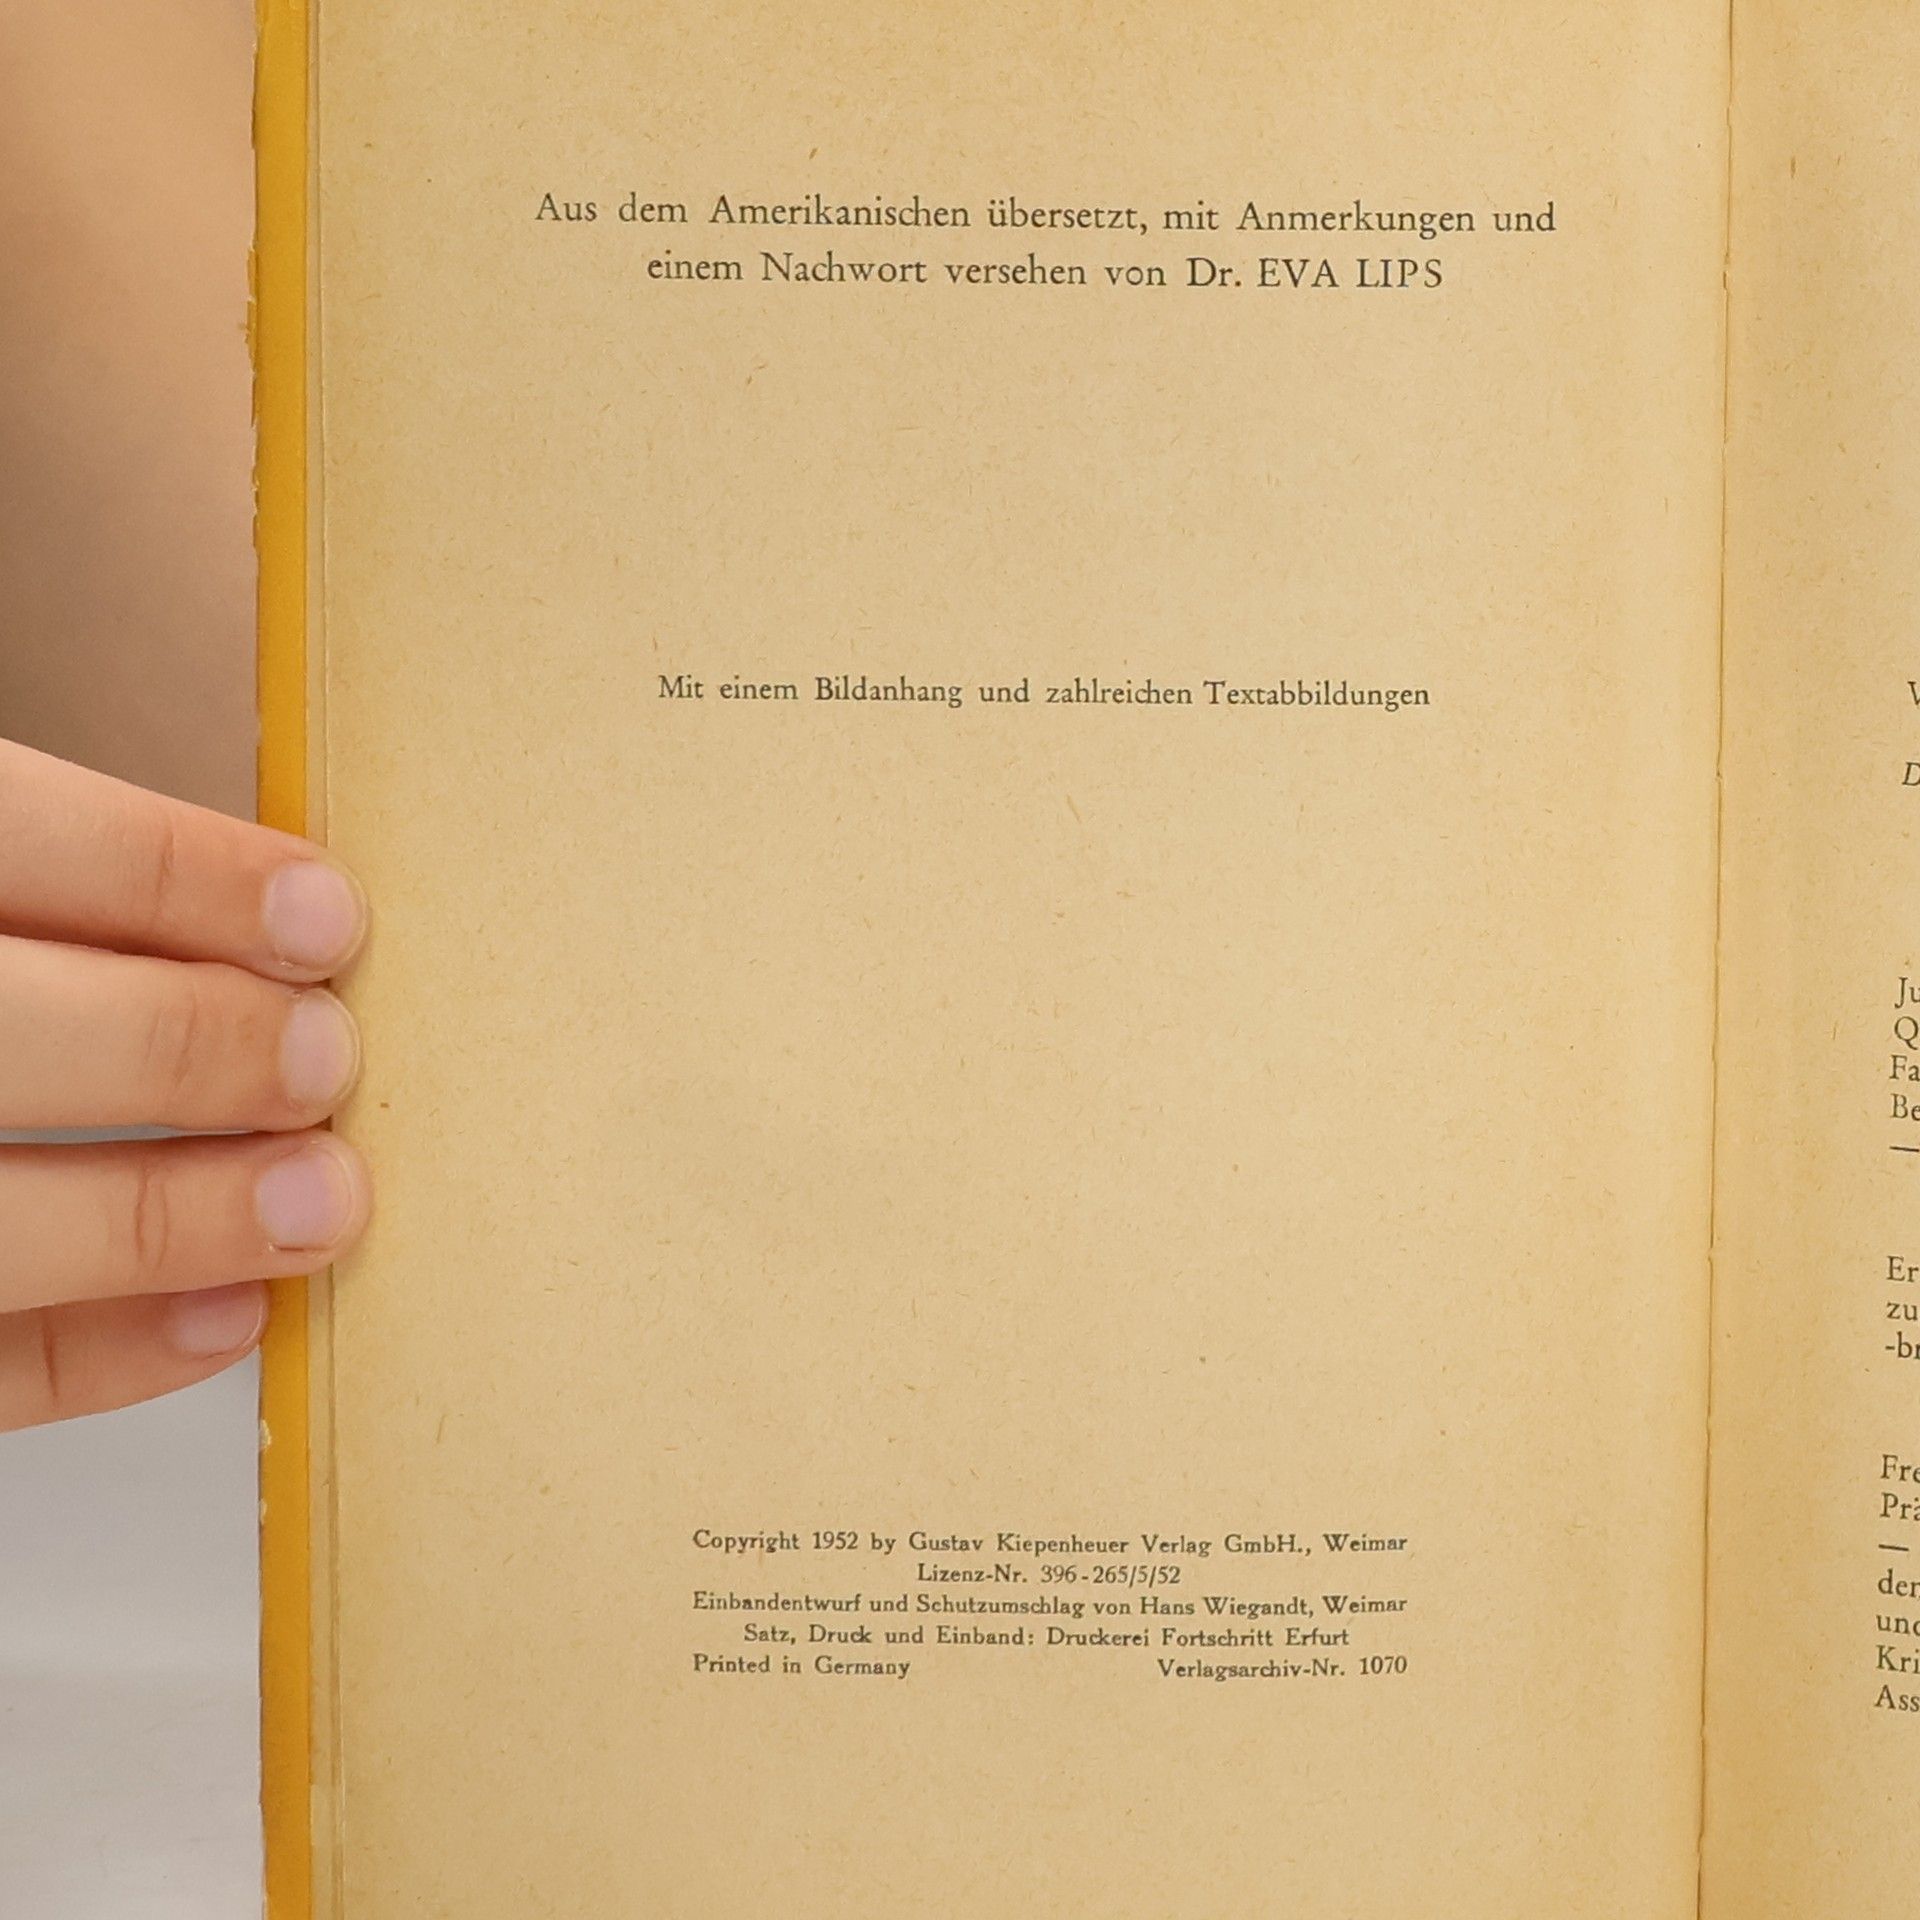 Aus dem Amerikanischen übersetzt, mit Anmerkungen und
einem Nachwort versehen von Dr. EVA LIPS
Mit einem Bildanhang und zahlreichen Textabbildungen
Copyright 1952 by Gustav Kiepenheuer Verlag GmbH., Weimar
Lizenz-Nr. 396-265/5/52
Einbandentwurf und Schutzumschlag von Hans Wiegandt, Weimar
Satz, Druck und Einband: Druckerei Fortschritt Erfurt
Printed in Germany Verlagsarchiv-Nr. 1070